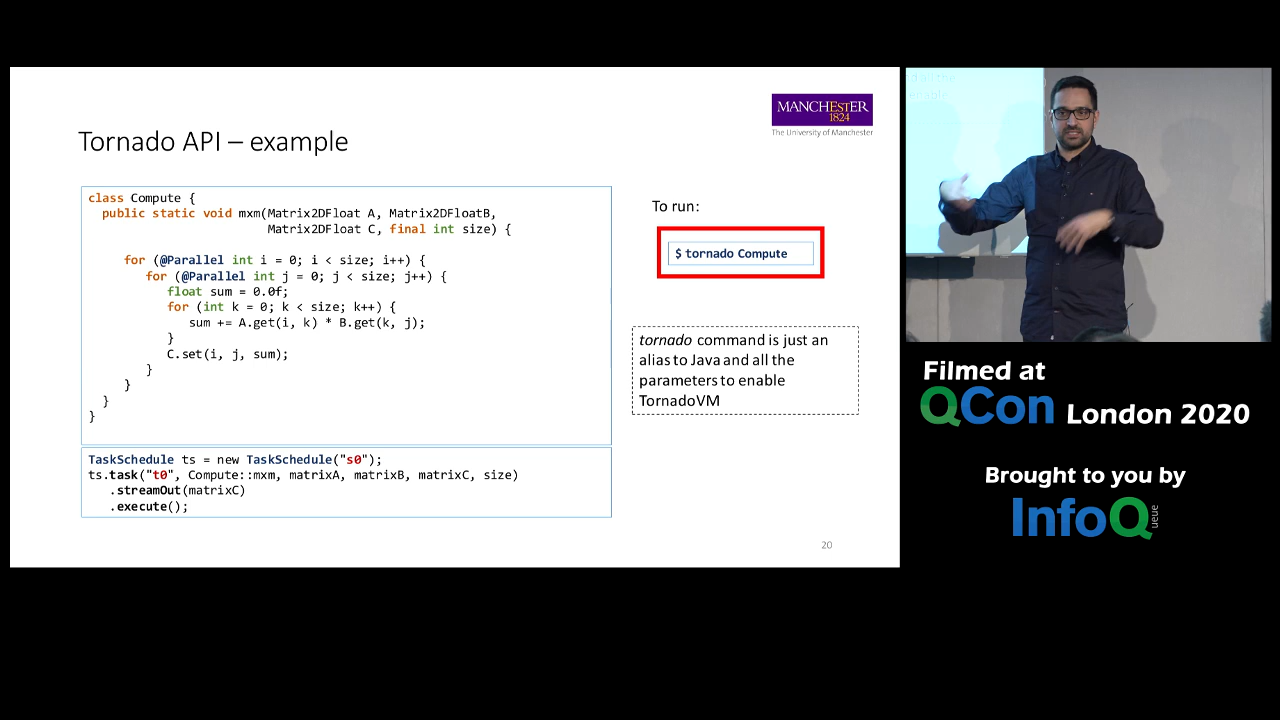 MANCHESTER
1824
The University of Manchester
Tornado API – example
class Compute {
public static void mxm(Matrix2DFloat A, Matrix2DFloatB,
Matrix2DFloat C, final int size) {
for (@Parallel int i = 0; i < size; i++) {
for (@Parallel int j = 0; j < size; j++) {
float sum = 0.0f;
for (int k = 0; k < size; k++) {
sum += A.get(i, k) * B.get(k, j);
}
C.set(i, j, sum);
}
}
}
}
TaskSchedule ts = new TaskSchedule("s0");
ts.task("t0", Compute::mxm, matrixA, matrixB, matrixC, size)
.streamOut(matrixC)
.execute();
To run:
$ tornado Compute
tornado command is just an
alias to Java and all the
parameters to enable
TornadoVM
20
Filmed at
QCon London 2020
Brought to you by
InfoQ
ueue